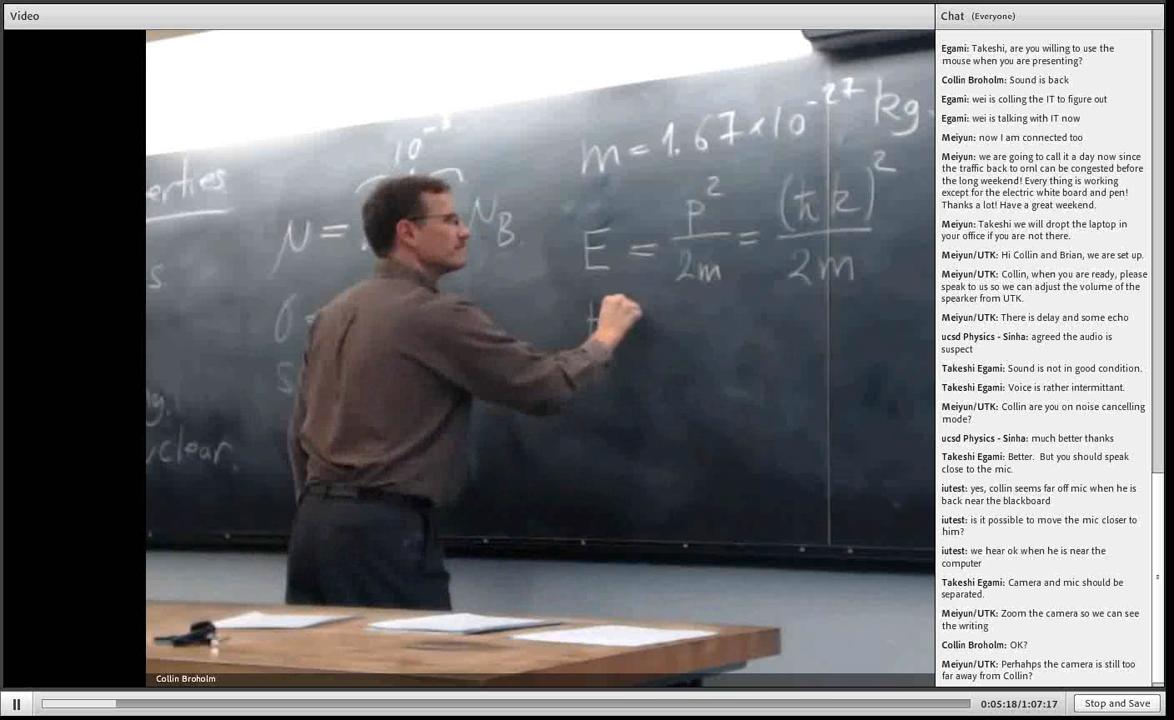 Video
10
m = 1.67 x 10^-27 kg.
erties
μ =
μ_B
E = p^2/2m = (ħk)^2/2m
s
σ =
s
g.
clear.
Collin Broholm
Chat (Everyone)
Egami: Takeshi, are you willing to use the
mouse when you are presenting?
Collin Broholm: Sound is back
Egami: wei is colling the IT to figure out
Egami: wei is talking with IT now
Meiyun: now I am connected too
Meiyun: we are going to call it a day now since
the traffic back to ornl can be congested before
the long weekend! Every thing is working
except for the electric white board and pen!
Thanks a lot! Have a great weekend.
Meiyun: Takeshi we will dropt the laptop in
your office if you are not there.
Meiyun/UTK: Hi Collin and Brian, we are set up.
Meiyun/UTK: Collin, when you are ready, please
speak to us so we can adjust the volume of the
spearker from UTK.
Meiyun/UTK: There is delay and some echo
ucsd Physics - Sinha: agreed the audio is
suspect
Takeshi Egami: Sound is not in good condition.
Takeshi Egami: Voice is rather intermittant.
Meiyun/UTK: Collin are you on noise cancelling
mode?
ucsd Physics - Sinha: much better thanks
Takeshi Egami: Better. But you should speak
close to the mic.
iutest: yes, collin seems far off mic when he is
back near the blackboard
iutest: is it possible to move the mic closer to
him?
iutest: we hear ok when he is near the
computer
Takeshi Egami: Camera and mic should be
separated.
Meiyun/UTK: Zoom the camera so we can see
the writing
Collin Broholm: OK?
Meiyun/UTK: Perhahps the camera is still too
far away from Collin?
0:05:18/1:07:17
Stop and Save